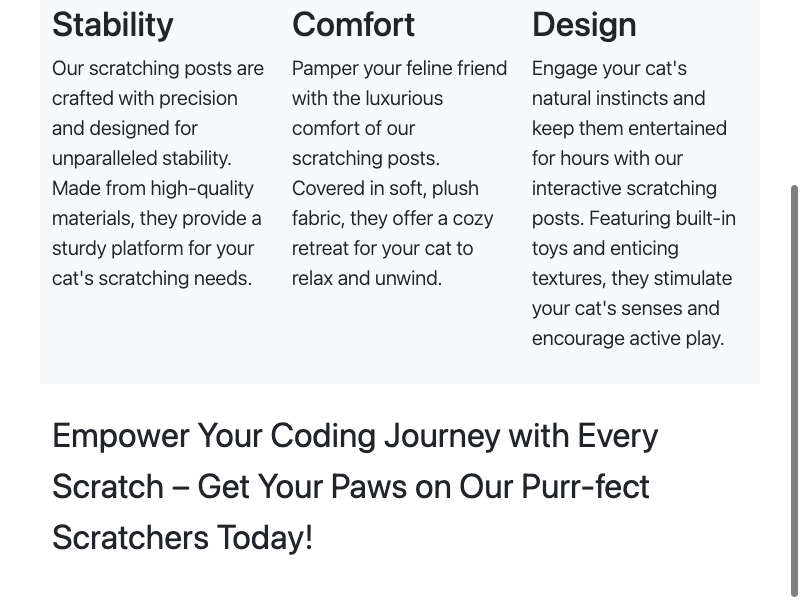 Stability
Our scratching posts are
crafted with precision
and designed for
unparalleled stability.
Made from high-quality
materials, they provide a
sturdy platform for your
cat's scratching needs.
Comfort
Pamper your feline friend
with the luxurious
comfort of our
scratching posts.
Covered in soft, plush
fabric, they offer a cozy
retreat for your cat to
relax and unwind.
Design
Engage your cat's
natural instincts and
keep them entertained
for hours with our
interactive scratching
posts. Featuring built-in
toys and enticing
textures, they stimulate
your cat's senses and
encourage active play.
Empower Your Coding Journey with Every
Scratch – Get Your Paws on Our Purr-fect
Scratchers Today!